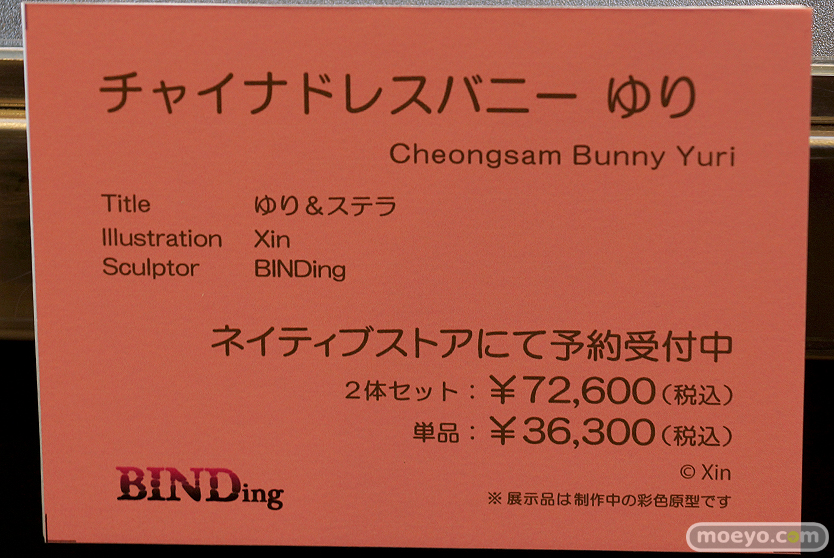 チャイナドレスバニー ゆり
Cheongsam Bunny Yuri
Title ゆり&ステラ
Illustration Xin
Sculptor BINDing
ネイティブストアにて予約受付中
2体セット：￥72,600（税込）
単品：￥36,300（税込）
© Xin
BINDing
※展示品は制作中の彩色原型です
moeyo.com